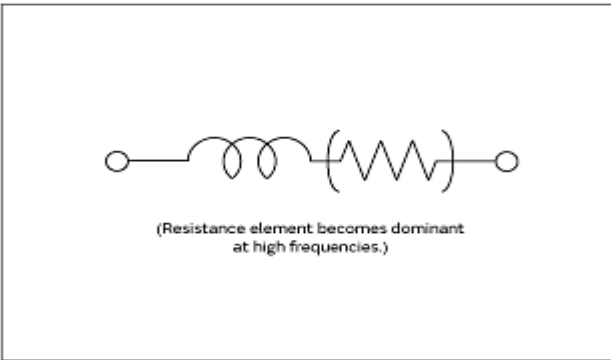 (Resistance element becomes dominant
at high frequencies.)